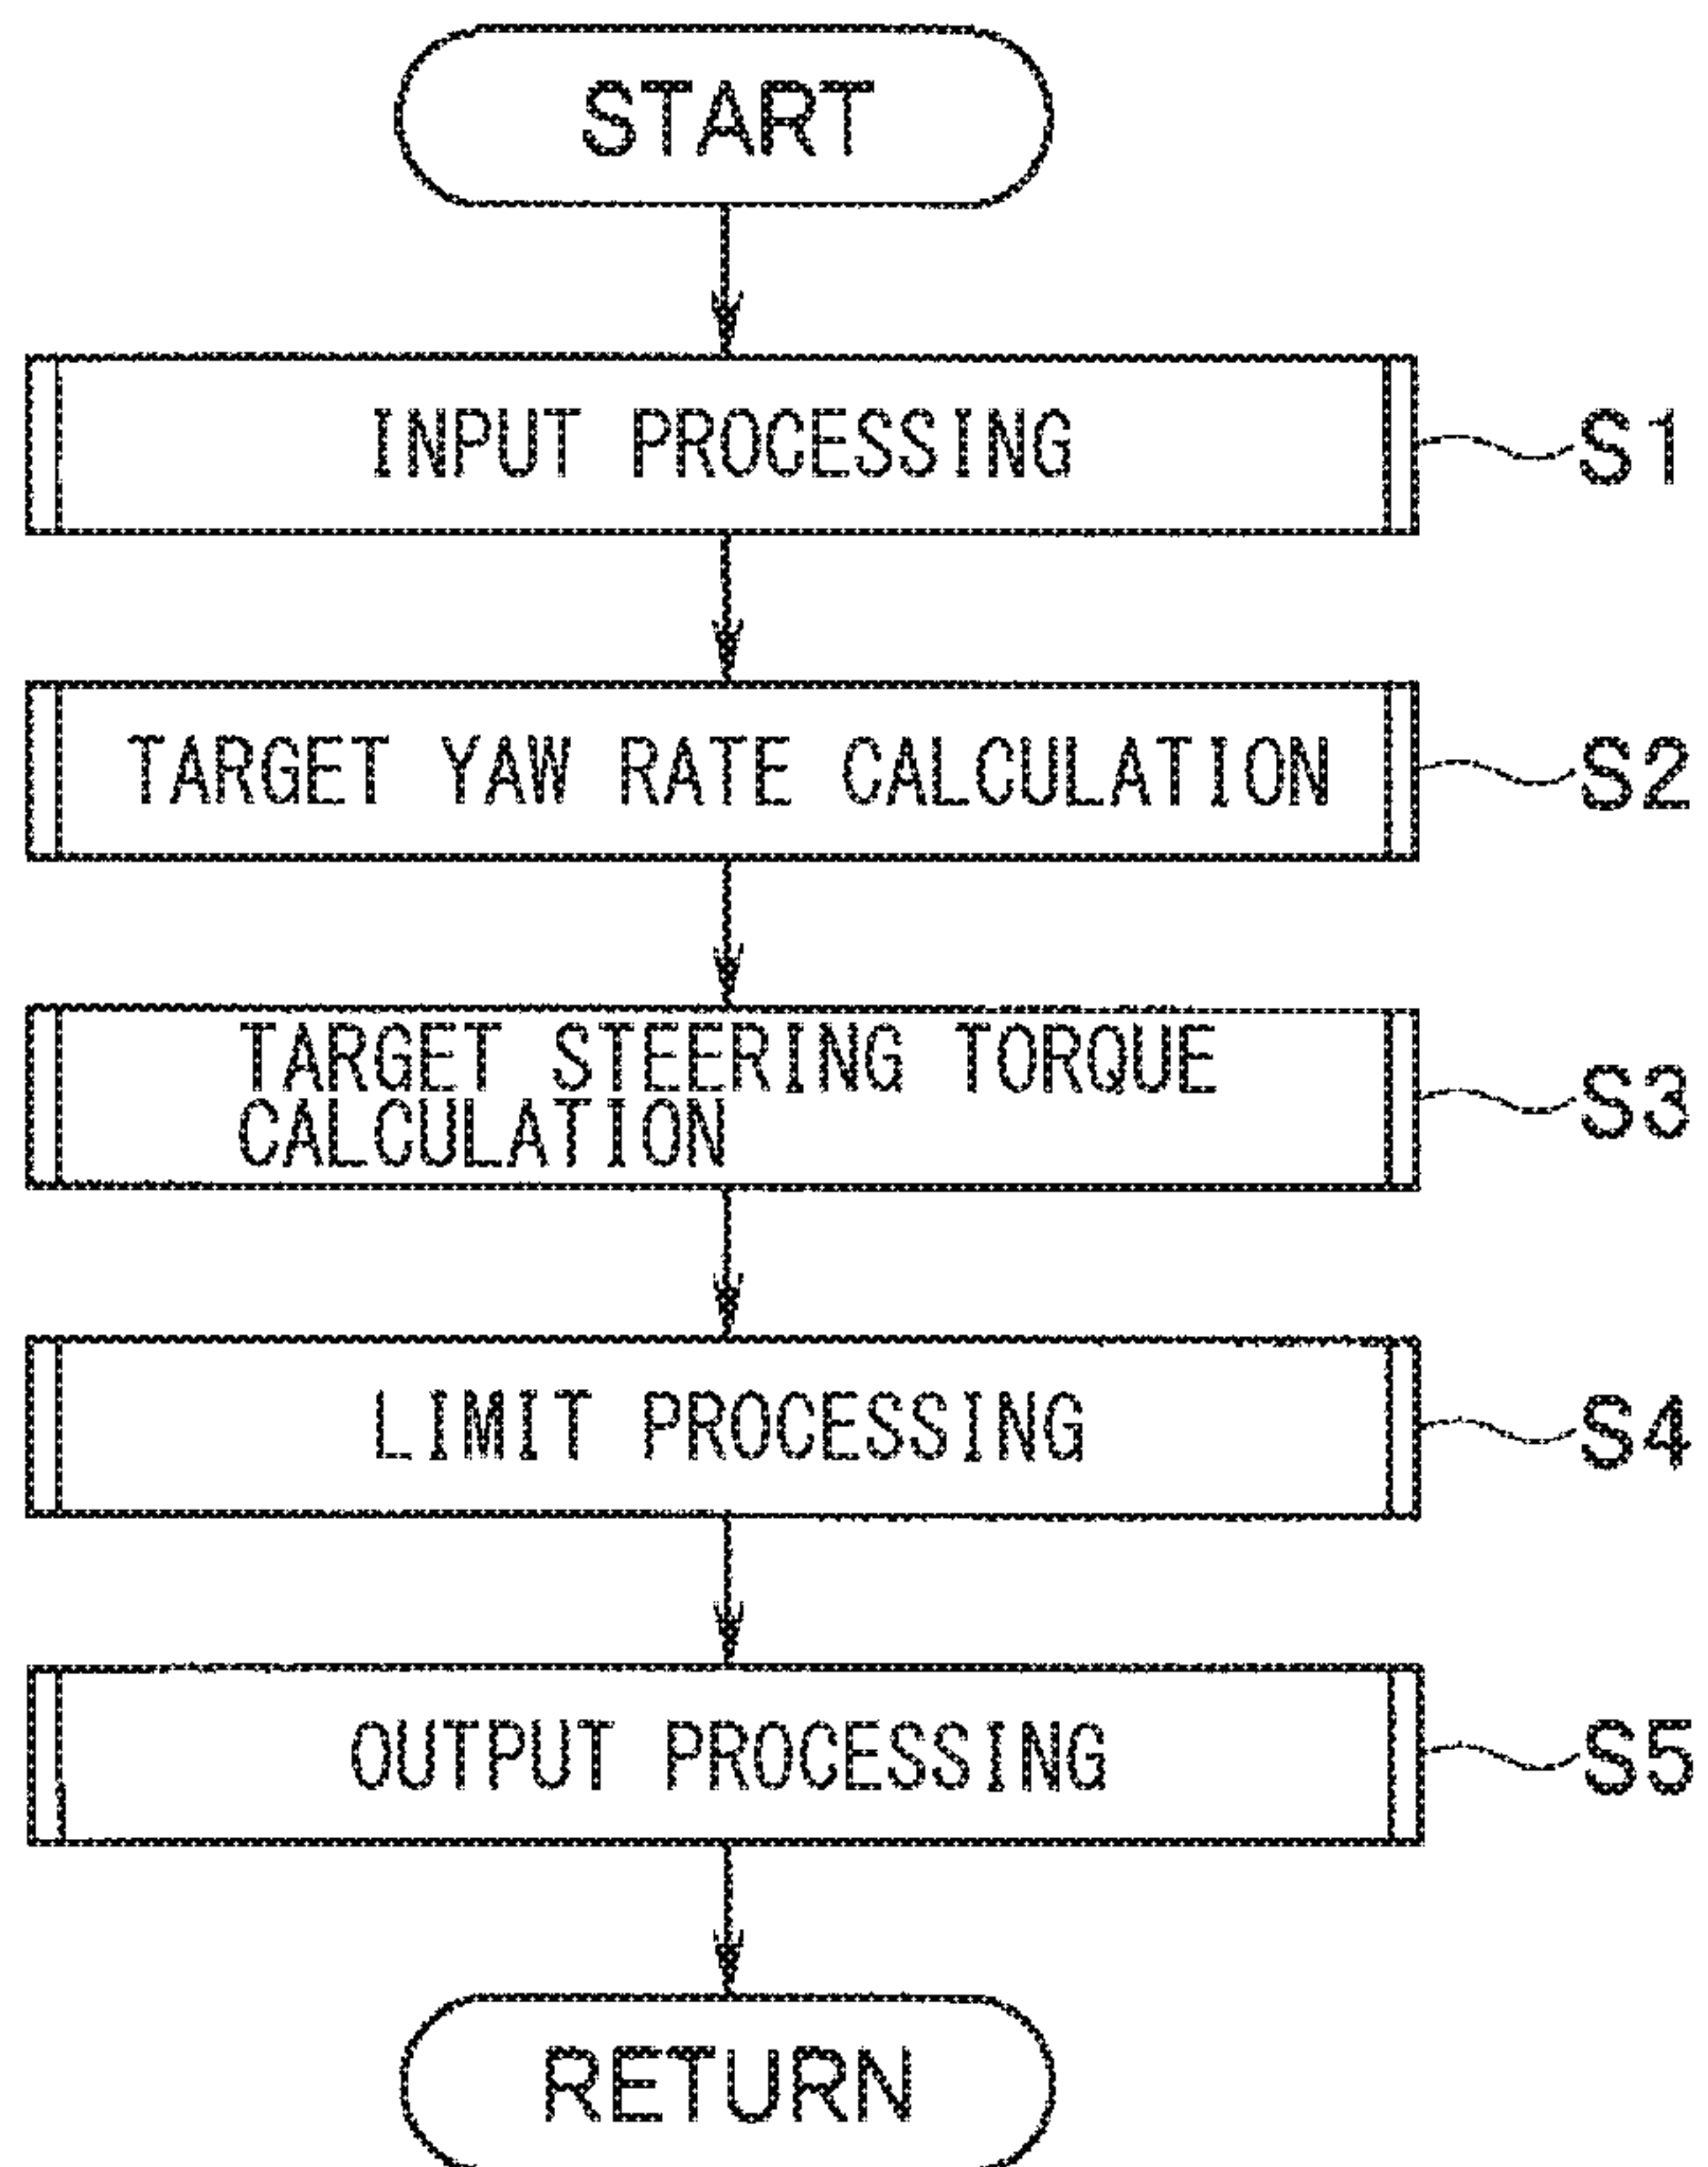 START
INPUT PROCESSING
S1
TARGET YAW RATE CALCULATION
S2
TARGET STEERING TORQUE
CALCULATION
S3
LIMIT PROCESSING
S4
OUTPUT PROCESSING
S5
RETURN